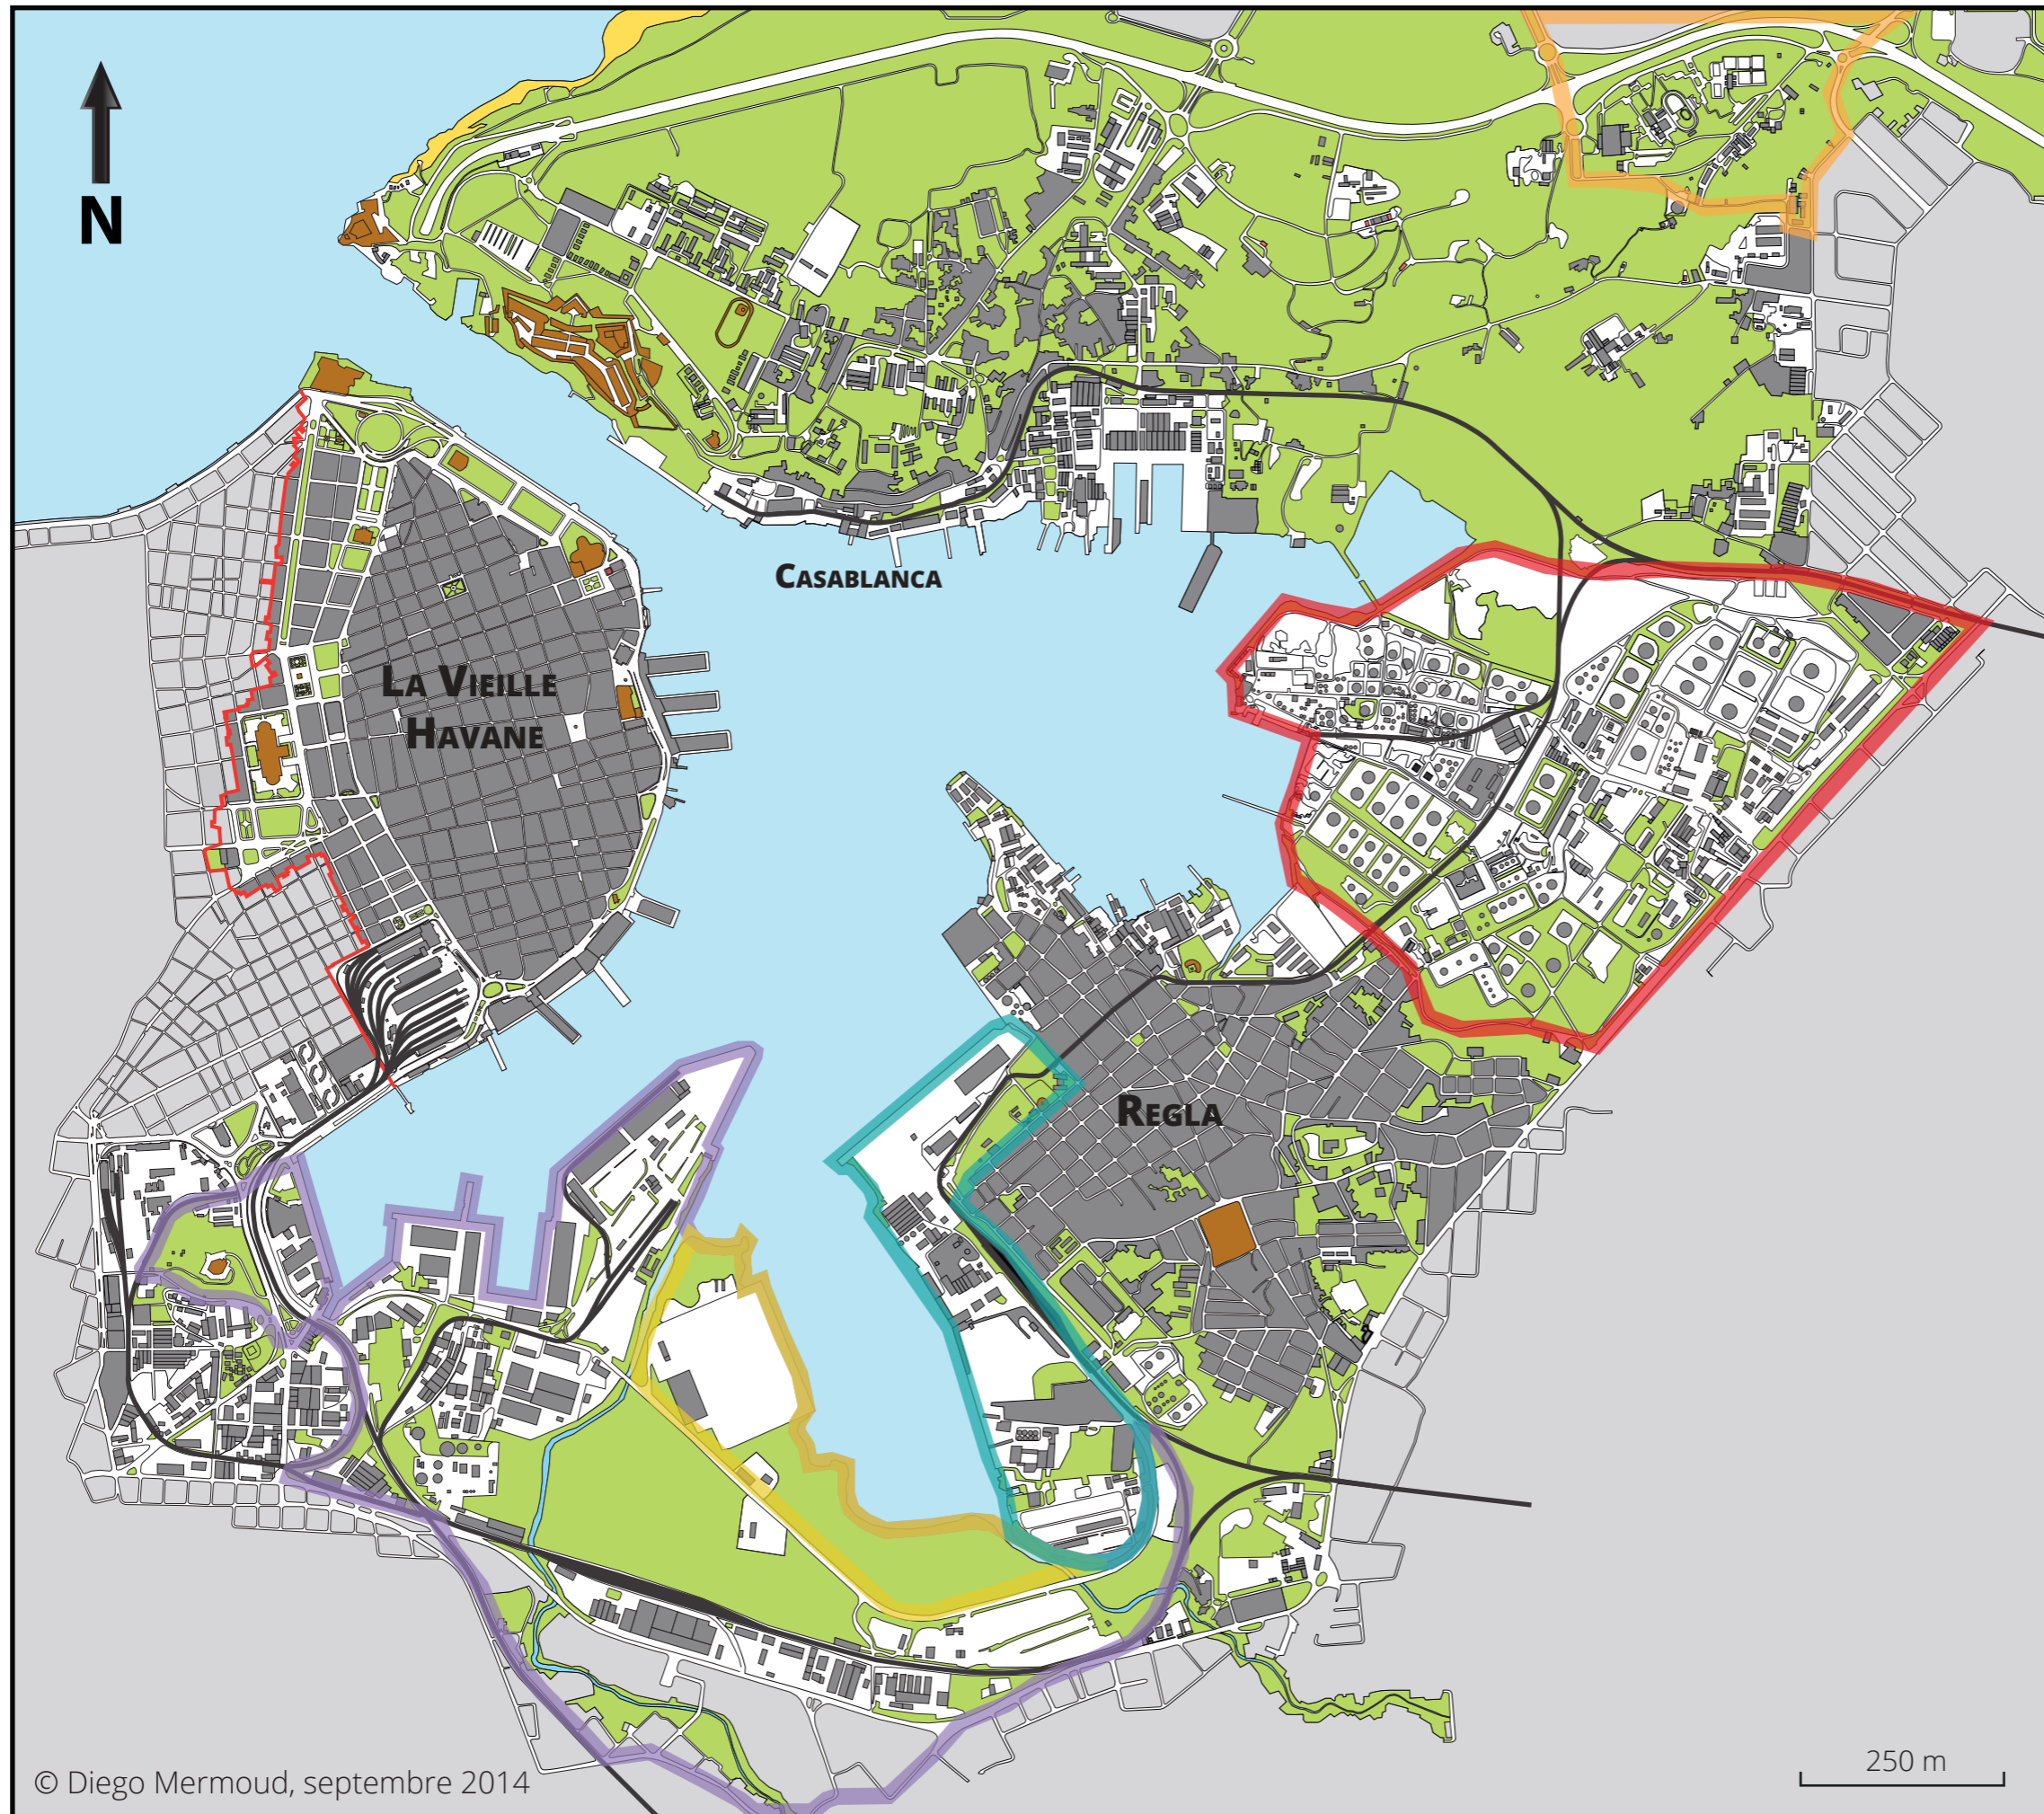 N
Casablanca
La Vieille
Havane
Regla
© Diego Mermoud, septembre 2014
250 m